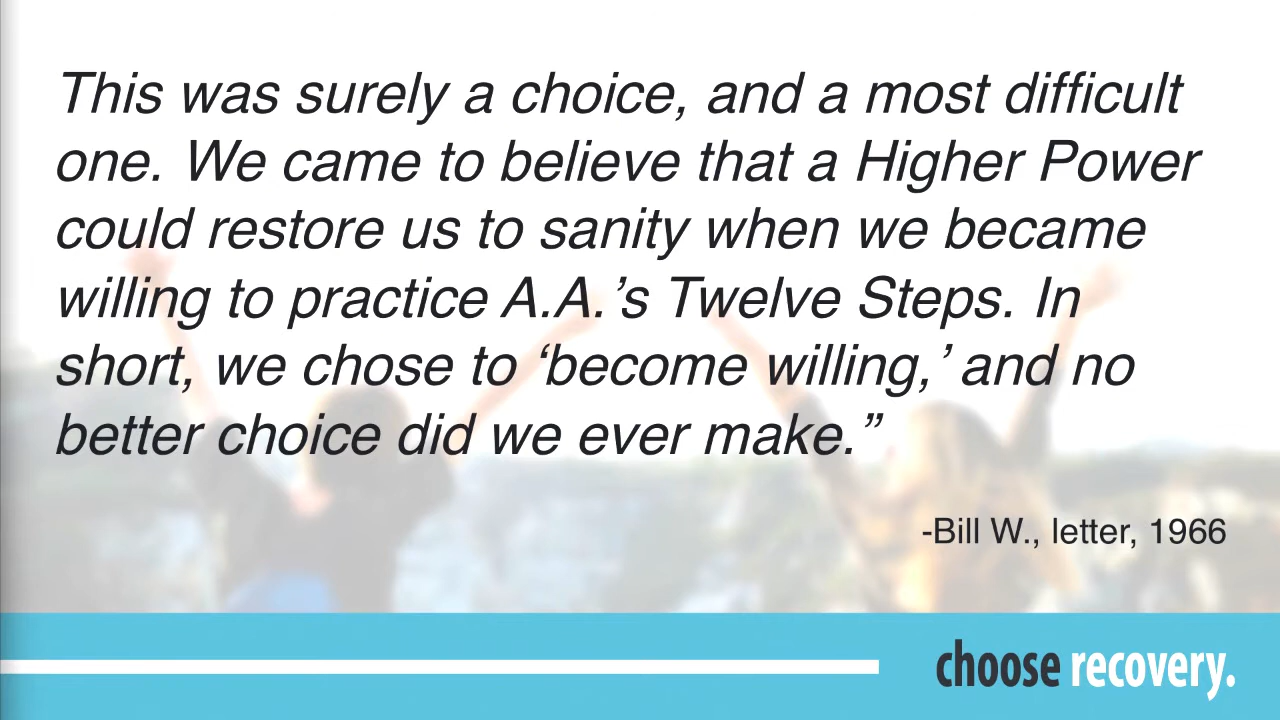 This was surely a choice, and a most difficult
one. We came to believe that a Higher Power
could restore us to sanity when we became
willing to practice A.A.’s Twelve Steps. In
short, we chose to ‘become willing,’ and no
better choice did we ever make.”
-Bill W., letter, 1966
choose recovery.